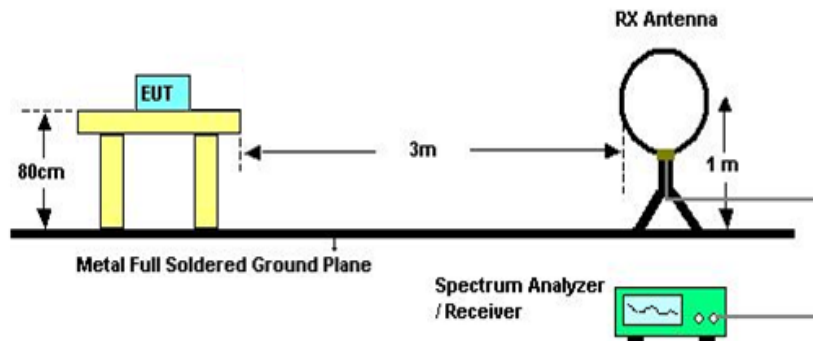 RX Antenna
EUT
80cm
3m
1 m
Metal Full Soldered Ground Plane
Spectrum Analyzer
/ Receiver